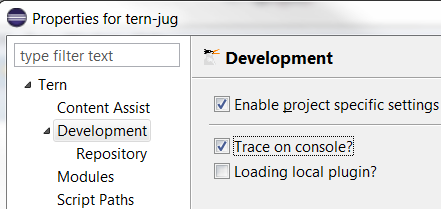 Properties for tern-jug
type filter text
Tern
Content Assist
Development
Repository
Modules
Script Paths
Development
Enable project specific settings
Trace on console?
Loading local plugin?